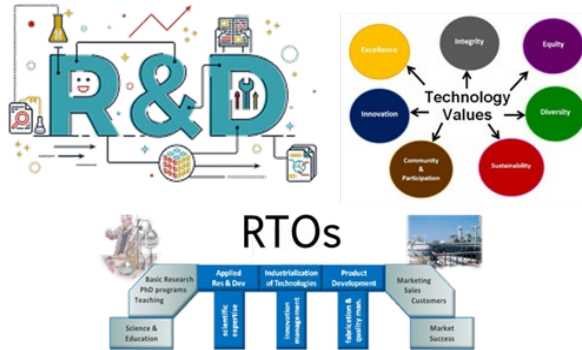 R&D
Excellence
Integrity
Equity
Technology
Values
Innovation
Diversity
Community
&
Participation
Sustainability
RTOs
Basic Research
PhD programs
Teaching
Applied
Res & Dev
Industrialization
of Technologies
Product
Development
Marketing
Sales
Customers
scientific
expertise
innovation
management
fabrication &
quality man.
Science &
Education
Market
Success